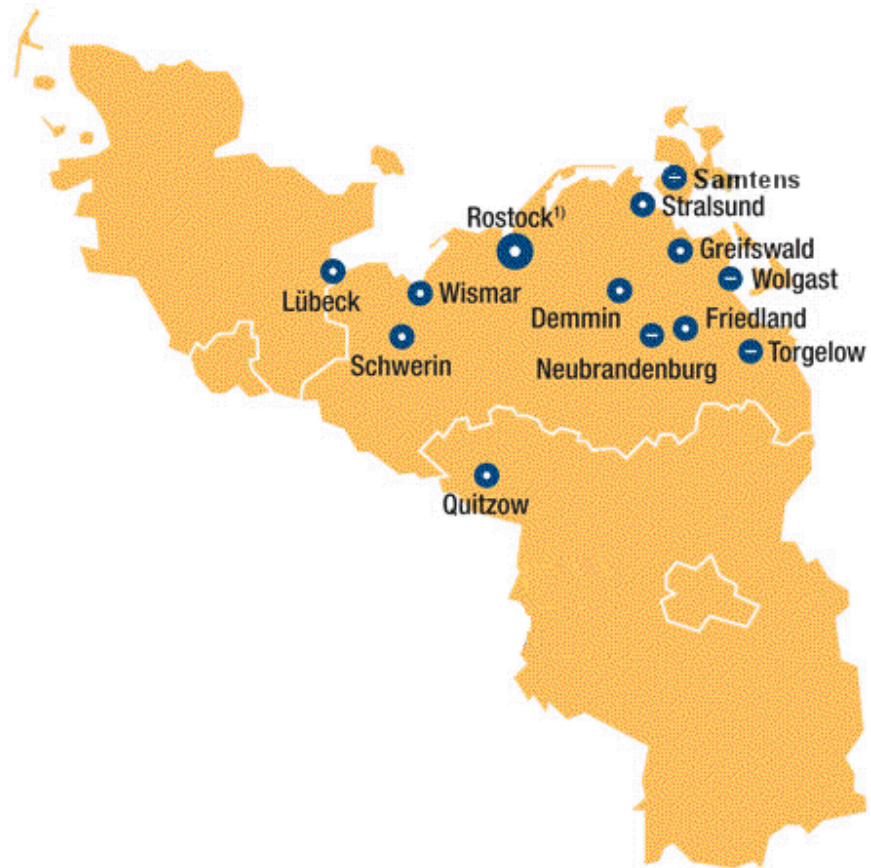 Samtens
Stralsund
Rostock¹⁾
Greifswald
Wolgast
Lübeck
Wismar
Demmin
Friedland
Schwerin
Neubrandenburg
Torgelow
Quitzow